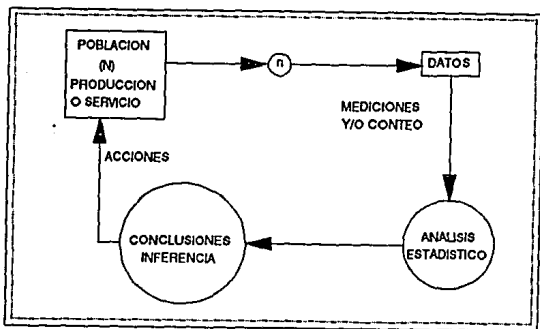 POBLACION
(N)
PRODUCCION
O SERVICIO
n
DATOS
MEDICIONES
Y/O CONTEO
ACCIONES
CONCLUSIONES
INFERENCIA
ANALISIS
ESTADISTICO